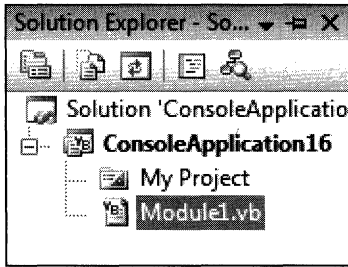 Solution Explorer - So...
Solution 'ConsoleApplicatio
ConsoleApplication16
My Project
Module1.vb